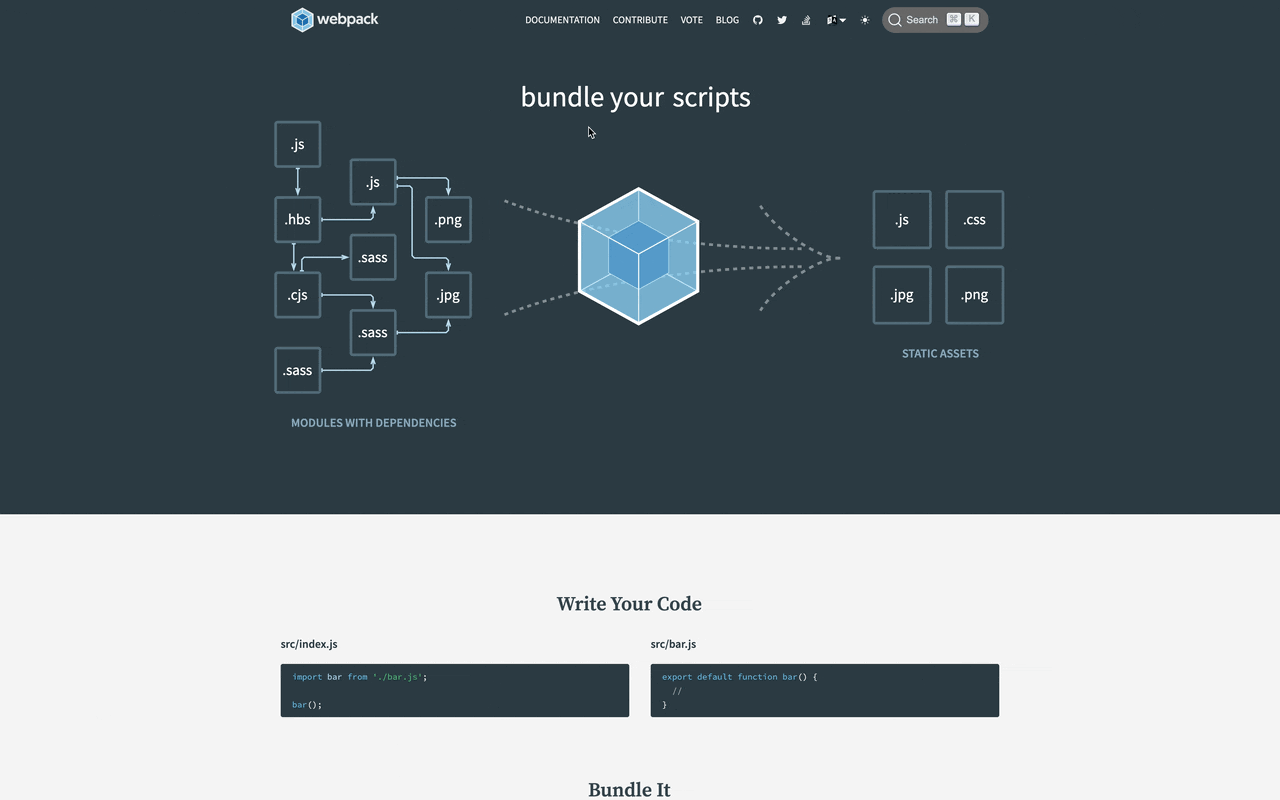 webpack
DOCUMENTATION CONTRIBUTE VOTE BLOG
Search ⌘ K
bundle your scripts
.js
.js
.hbs
.png
.sass
.cjs
.jpg
.sass
.sass
MODULES WITH DEPENDENCIES
.js .css
.jpg .png
STATIC ASSETS
Write Your Code
src/index.js
import bar from './bar.js';
bar();
src/bar.js
export default function bar() {
//
}
Bundle It